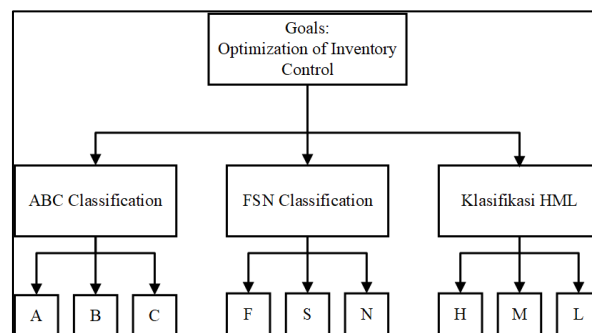 Goals:
Optimization of Inventory
Control
ABC Classification
FSN Classification
Klasifikasi HML
A
B
C
F
S
N
H
M
L